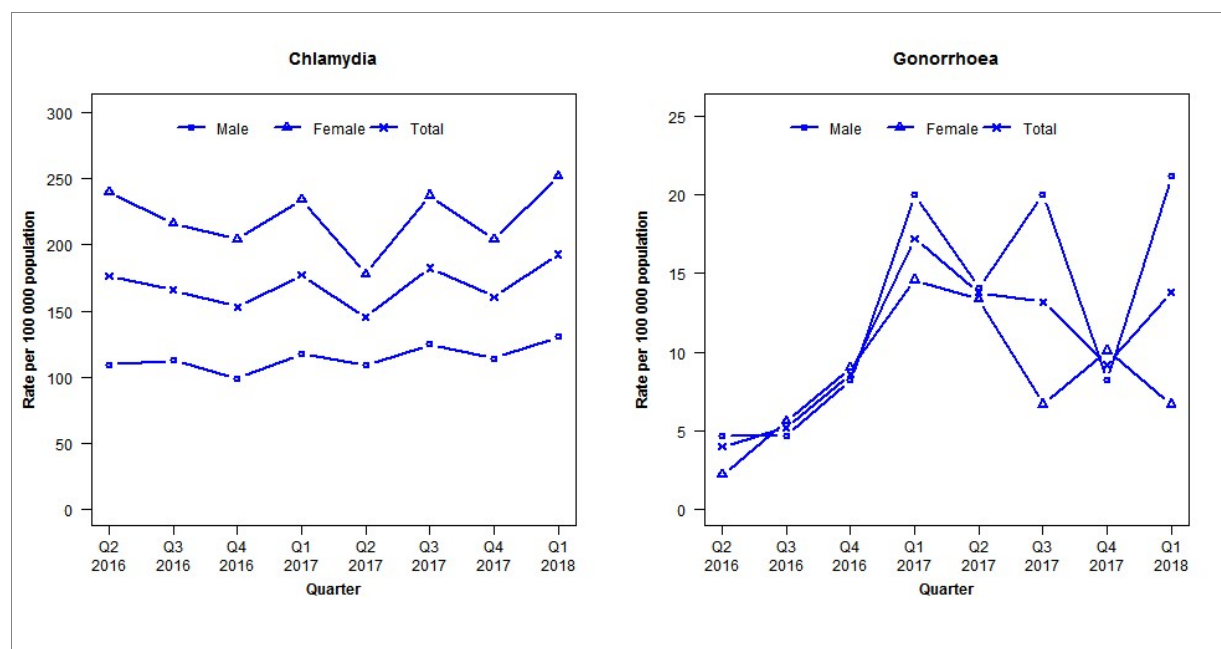 Chlamydia
Rate per 100 000 population
300
250
200
150
100
50
0
Male Female Total
Q2 Q3 Q4 Q1 Q2 Q3 Q4 Q1
2016 2016 2016 2017 2017 2017 2017 2018
Quarter
Gonorrhoea
Rate per 100 000 population
25
20
15
10
5
0
Male Female Total
Q2 Q3 Q4 Q1 Q2 Q3 Q4 Q1
2016 2016 2016 2017 2017 2017 2017 2018
Quarter